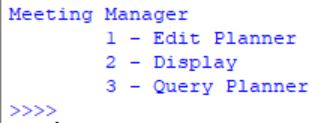 Meeting Manager
1 - Edit Planner
2 - Display
3 - Query Planner
>>>>